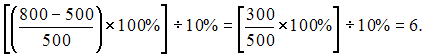 [((800 − 500)/500) × 100%] ÷ 10% = [300/500 × 100%] ÷ 10% = 6.